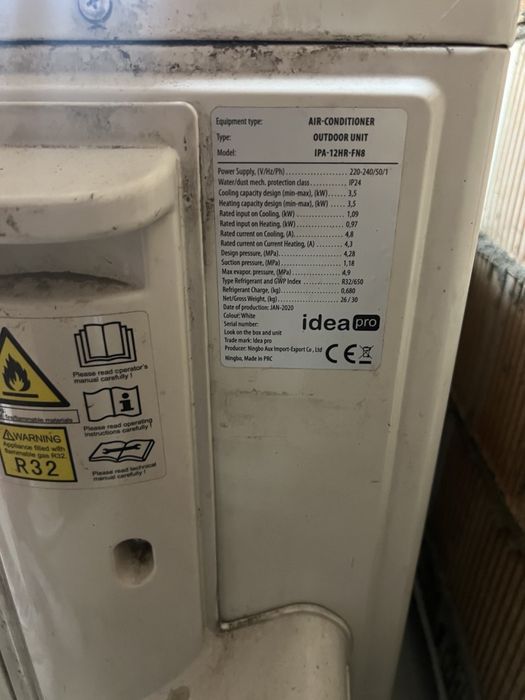 Equipment type: AIR-CONDITIONER
Type: OUTDOOR UNIT
Model: IPA-12HR-FN8
Power Supply, (V/Hz/Ph) 220-240/50/1
Water/dust mech. protection class IP24
Cooling capacity design (min-max), (kW) 3,5
Heating capacity design (min-max), (kW) 3,5
Rated input on Cooling, (kW) 1,09
Rated input on Heating, (kW) 0,97
Rated current on Cooling, (A) 4,8
Rated current on Current Heating, (A) 4,3
Design pressure, (MPa) 4,28
Suction pressure, (MPa) 1,18
Max evapor. pressure, (MPa) 4,9
Type Refrigerant and GWP Index R32/650
Refrigerant Charge, (kg) 0,680
Net/Gross Weight, (kg) 26 / 30
Date of production: JAN-2020
Colour: White
Serial number:
Look on the box and unit
Trade mark: Idea pro
Producer: Ningbo Aux Import-Export Co , Ltd
Ningbo, Made in PRC
idea pro
CE
Please read operator's
manual carefully !
Please read operating
instructions carefully !
Please read technical
manual carefully !
flammable materials
WARNING
Appliance filled with
flammable gas R32.
R32